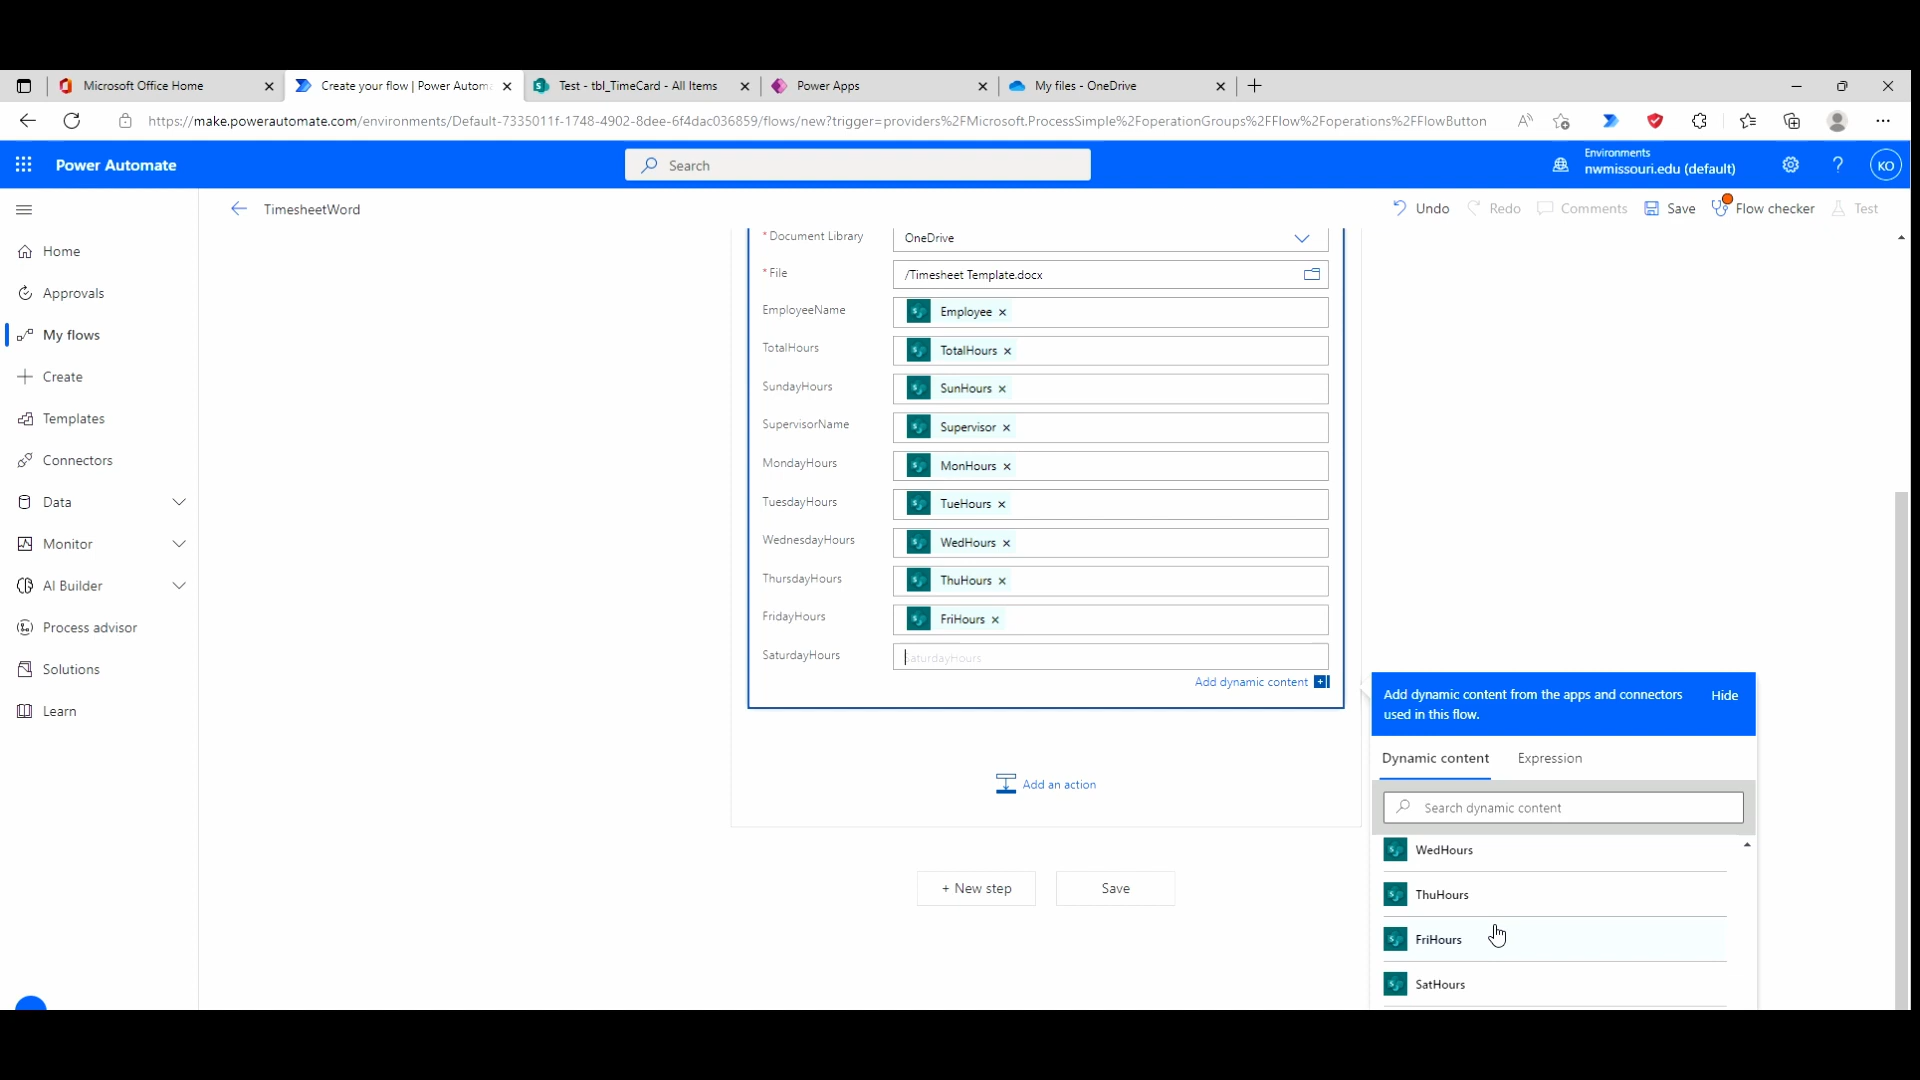 Microsoft Office Home
Create your flow | Power Autom
Test - tbl_TimeCard - All Items
Power Apps
My files - OneDrive
https://make.powerautomate.com/environments/Default-7335011f-1748-4902-8dee-6f4dac036859/flows/new?trigger=providers%2FMicrosoft.ProcessSimple%2FoperationGroups%2FFlow%2Foperations%2FFlowButton
Power Automate
Search
Environments
nwmissouri.edu (default)
?
KO
TimesheetWord
Undo
Redo
Comments
Save
Flow checker
Test
Home
Approvals
My flows
Create
Templates
Connectors
Data
Monitor
AI Builder
Process advisor
Solutions
Learn
* Document Library
OneDrive
* File
/Timesheet Template.docx
EmployeeName
Employee
TotalHours
TotalHours
SundayHours
SunHours
SupervisorName
Supervisor
MondayHours
MonHours
TuesdayHours
TueHours
WednesdayHours
WedHours
ThursdayHours
ThuHours
FridayHours
FriHours
SaturdayHours
SaturdayHours
Add dynamic content
Add an action
+ New step
Save
Add dynamic content from the apps and connectors
used in this flow.
Hide
Dynamic content
Expression
Search dynamic content
WedHours
ThuHours
FriHours
SatHours